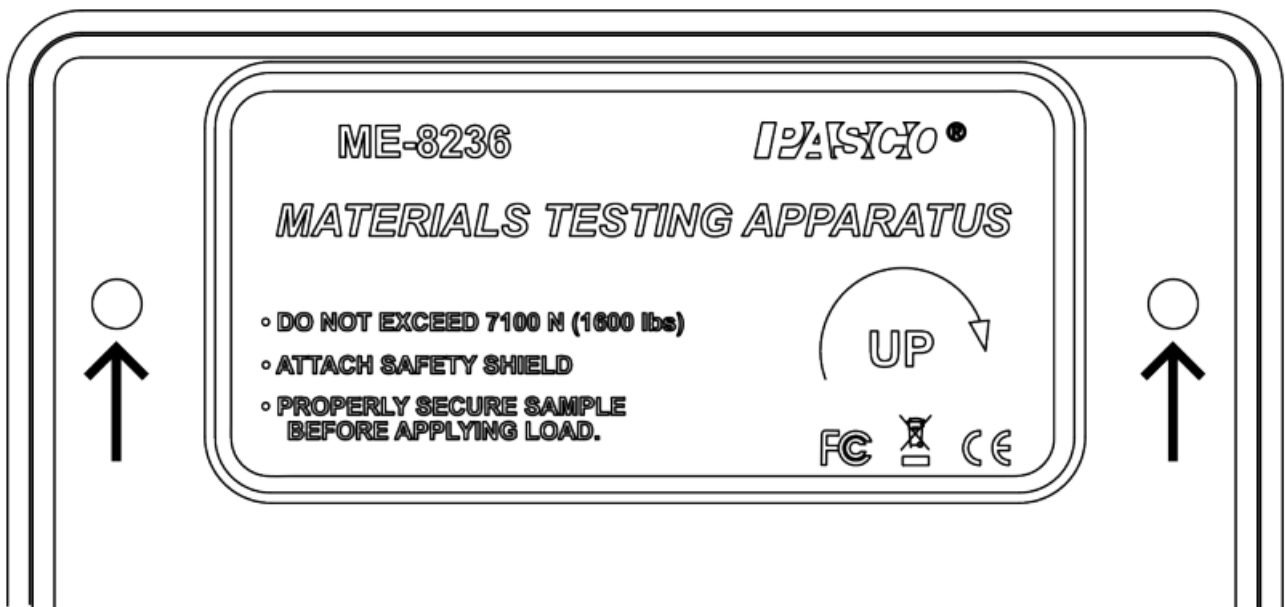 ME-8236 PASCO®
MATERIALS TESTING APPARATUS
• DO NOT EXCEED 7100 N (1600 lbs)
• ATTACH SAFETY SHIELD
• PROPERLY SECURE SAMPLE
BEFORE APPLYING LOAD.
UP
FC CE